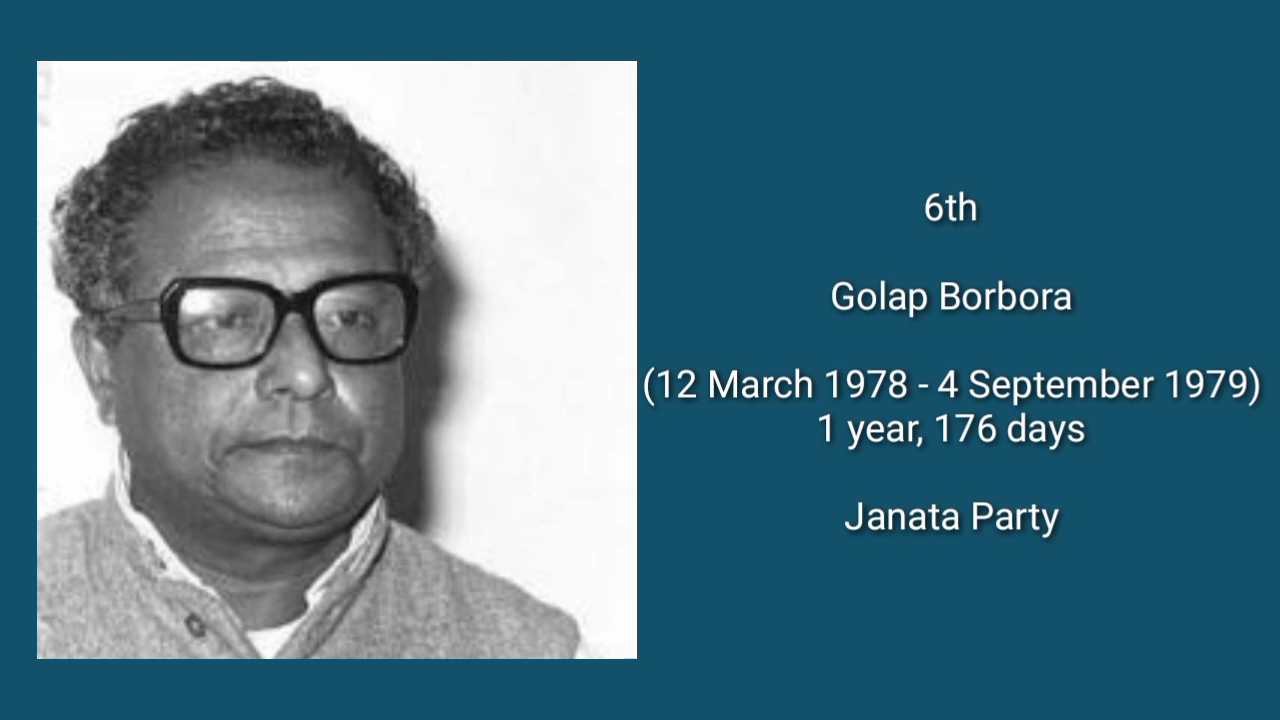 6th
Golap Borbora
(12 March 1978 - 4 September 1979)
1 year, 176 days
Janata Party